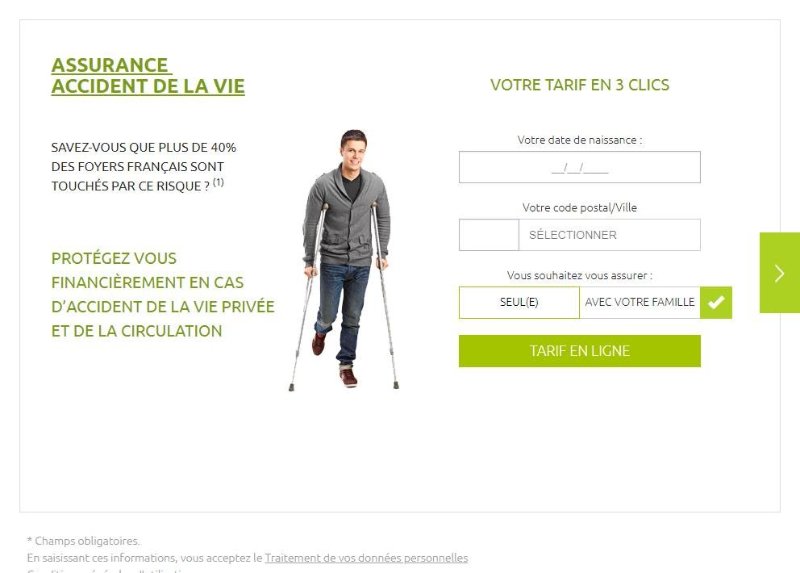 ASSURANCE
ACCIDENT DE LA VIE
SAVEZ-VOUS QUE PLUS DE 40%
DES FOYERS FRANÇAIS SONT
TOUCHÉS PAR CE RISQUE ? (1)
PROTÉGEZ VOUS
FINANCIÈREMENT EN CAS
D'ACCIDENT DE LA VIE PRIVÉE
ET DE LA CIRCULATION
VOTRE TARIF EN 3 CLICS
Votre date de naissance :
__/__/____
Votre code postal/Ville
SÉLECTIONNER
Vous souhaitez vous assurer :
SEUL(E) AVEC VOTRE FAMILLE
TARIF EN LIGNE
* Champs obligatoires.
En saisissant ces informations, vous acceptez le Traitement de vos données personnelles